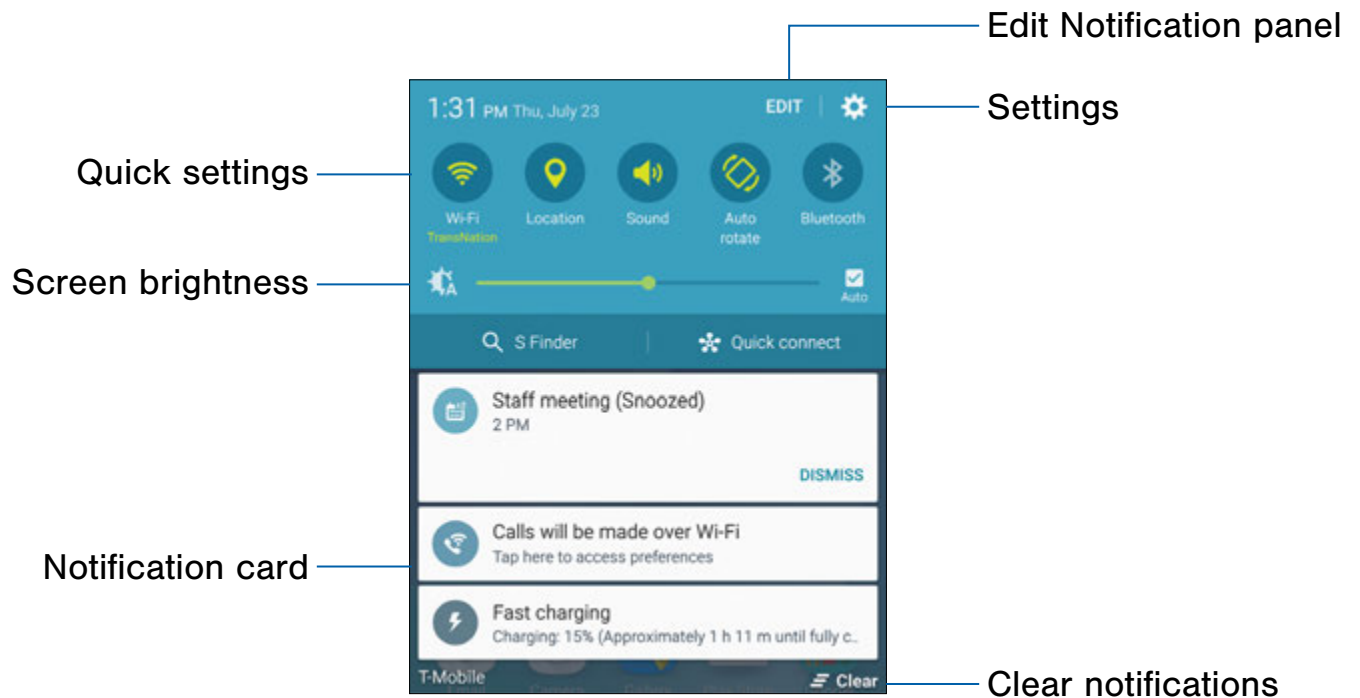 Edit Notification panel
1:31 PM Thu, July 23
EDIT
Settings
Quick settings
Wi-Fi
TransNation
Location
Sound
Auto
rotate
Bluetooth
Screen brightness
A
Auto
S Finder
Quick connect
Staff meeting (Snoozed)
2 PM
DISMISS
Calls will be made over Wi-Fi
Tap here to access preferences
Notification card
Fast charging
Charging: 15% (Approximately 1 h 11 m until fully c..
T-Mobile
Clear
Clear notifications